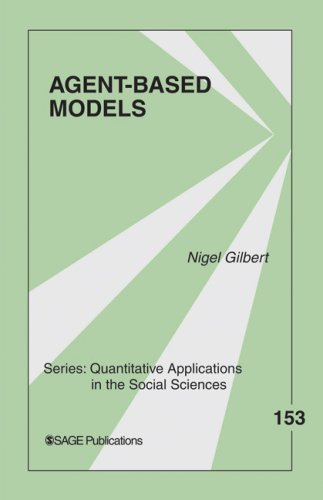 AGENT-BASED
MODELS
Nigel Gilbert
Series: Quantitative Applications
in the Social Sciences
153
SAGE Publications